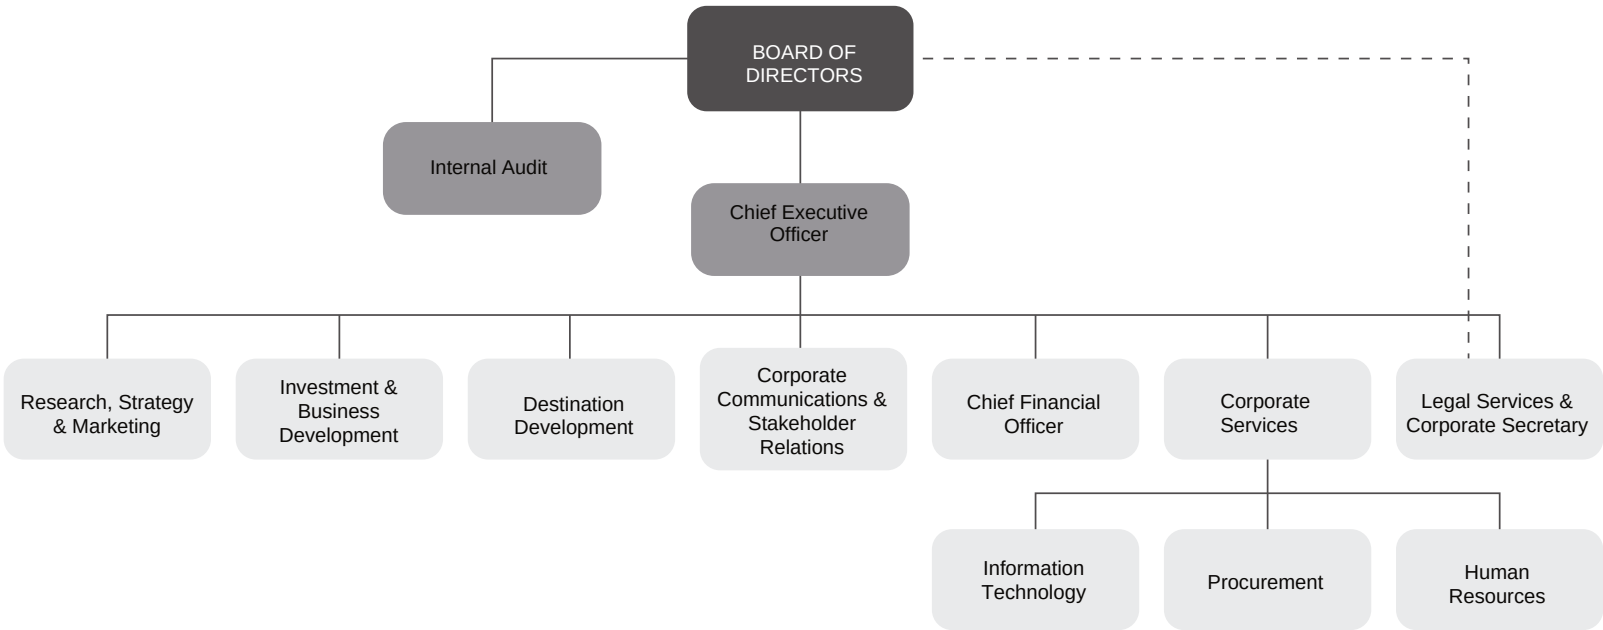 BOARD OF
DIRECTORS
Internal Audit
Chief Executive
Officer
Research, Strategy
& Marketing
Investment &
Business
Development
Destination
Development
Corporate
Communications &
Stakeholder
Relations
Chief Financial
Officer
Corporate
Services
Legal Services &
Corporate Secretary
Information
Technology
Procurement
Human
Resources